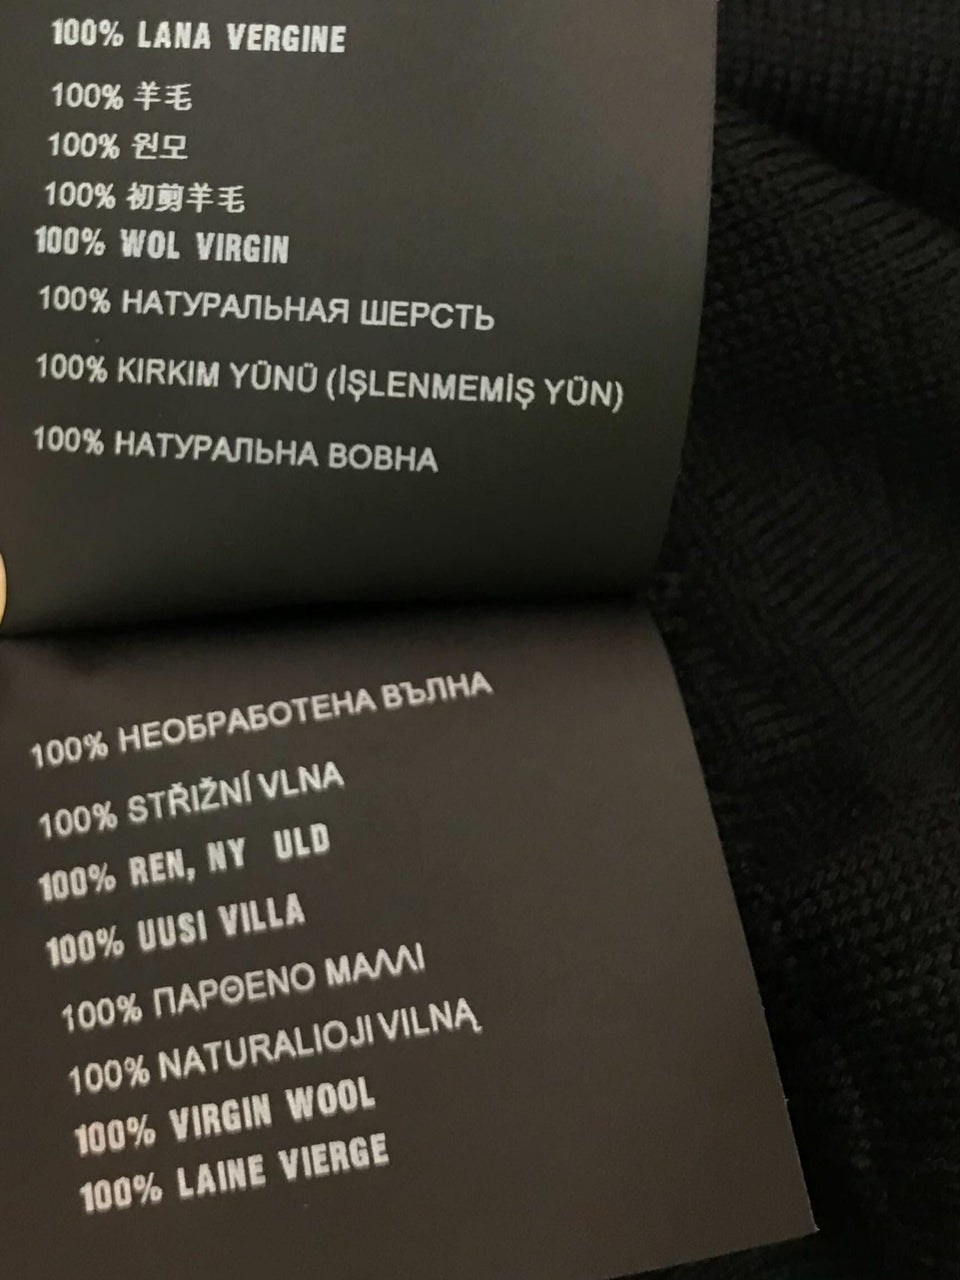 100% LANA VERGINE
100% 羊毛
100% 원모
100% 初剪羊毛
100% WOL VIRGIN
100% НАТУРАЛЬНАЯ ШЕРСТЬ
100% KIRKIM YÜNÜ (İŞLENMEMİŞ YÜN)
100% НАТУРАЛЬНА ВОВНА
100% НЕОБРАБОТЕНА ВЪЛНА
100% STŘIŽNÍ VLNA
100% REN, NY ULD
100% UUSI VILLA
100% ΠΑΡΘΕΝΟ ΜΑΛΛΙ
100% NATURALIOJI VILNĄ
100% VIRGIN WOOL
100% LAINE VIERGE